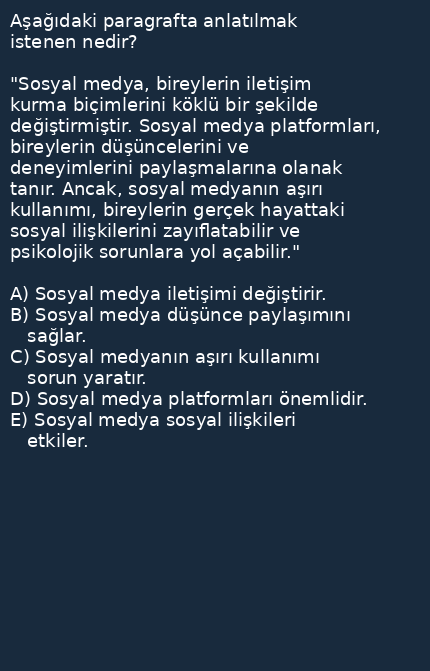 Aşağıdaki paragrafta anlatılmak
istenen nedir?
"Sosyal medya, bireylerin iletişim
kurma biçimlerini köklü bir şekilde
değiştirmiştir. Sosyal medya platformları,
bireylerin düşüncelerini ve
deneyimlerini paylaşmalarına olanak
tanır. Ancak, sosyal medyanın aşırı
kullanımı, bireylerin gerçek hayattaki
sosyal ilişkilerini zayıflatabilir ve
psikolojik sorunlara yol açabilir."
A) Sosyal medya iletişimi değiştirir.
B) Sosyal medya düşünce paylaşımını
sağlar.
C) Sosyal medyanın aşırı kullanımı
sorun yaratır.
D) Sosyal medya platformları önemlidir.
E) Sosyal medya sosyal ilişkileri
etkiler.